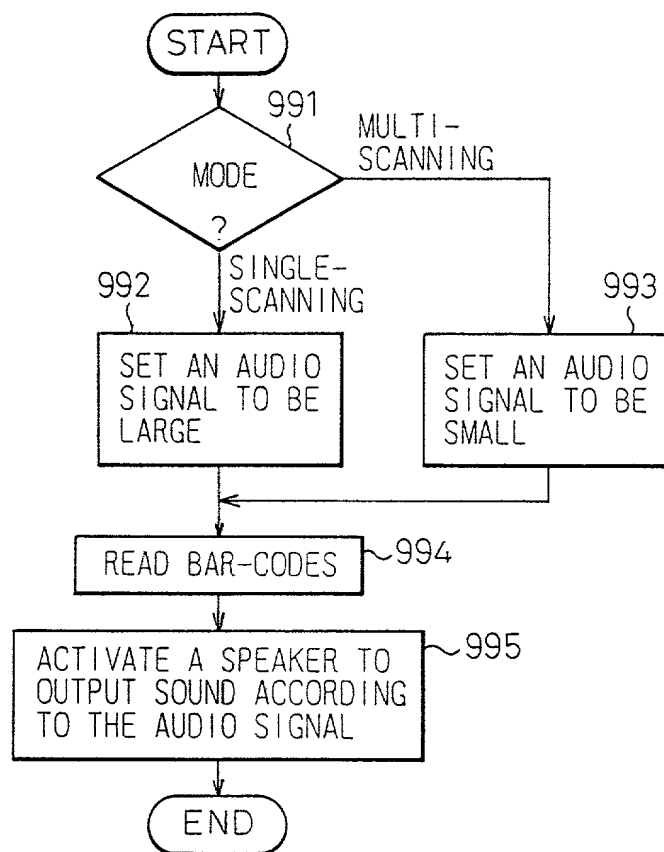 START
991
MULTI-
SCANNING
MODE
?
SINGLE-
SCANNING
992
993
SET AN AUDIO
SIGNAL TO BE
LARGE
SET AN AUDIO
SIGNAL TO BE
SMALL
READ BAR-CODES
994
ACTIVATE A SPEAKER TO
OUTPUT SOUND ACCORDING
TO THE AUDIO SIGNAL
995
END